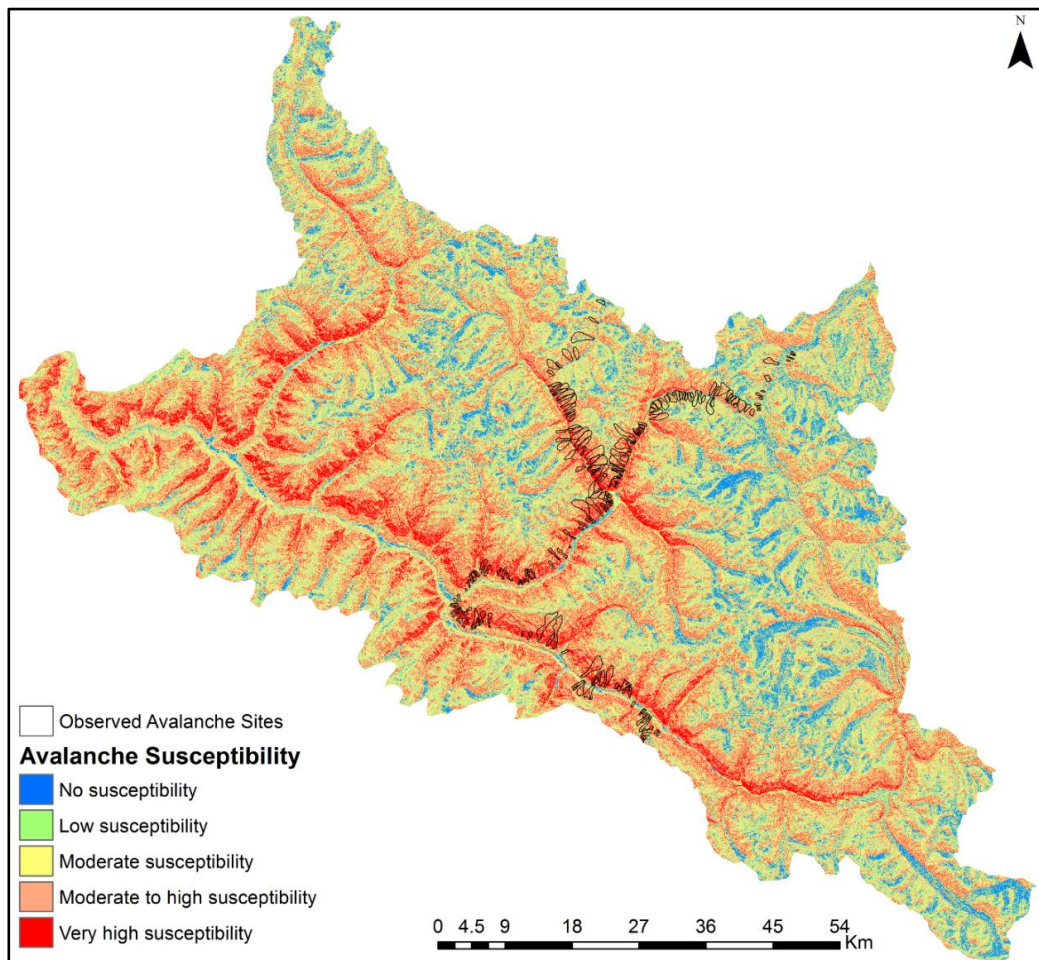 N
Observed Avalanche Sites
Avalanche Susceptibility
No susceptibility
Low susceptibility
Moderate susceptibility
Moderate to high susceptibility
Very high susceptibility
0 4.5 9 18 27 36 45 54
Km